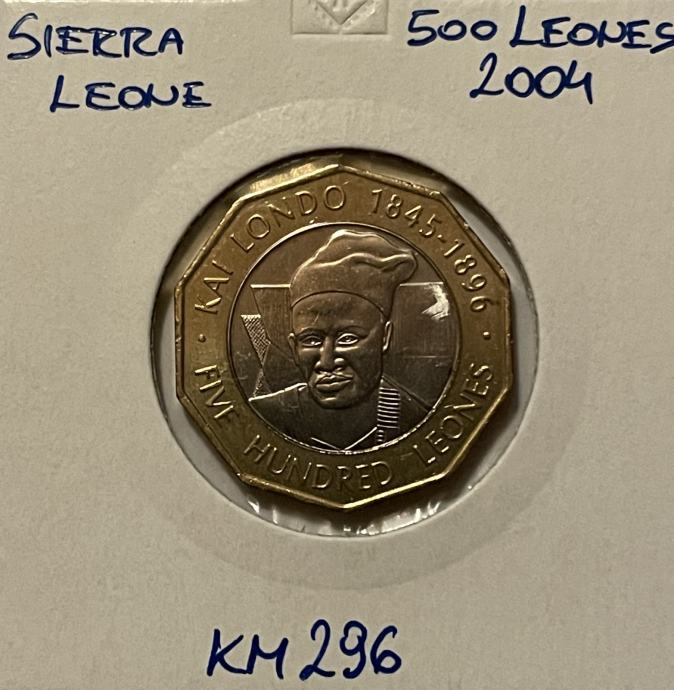 SIERRA
LEONE
500 LEONES
2004
KAI LONDO 1845-1896
FIVE HUNDRED LEONES
KM 296